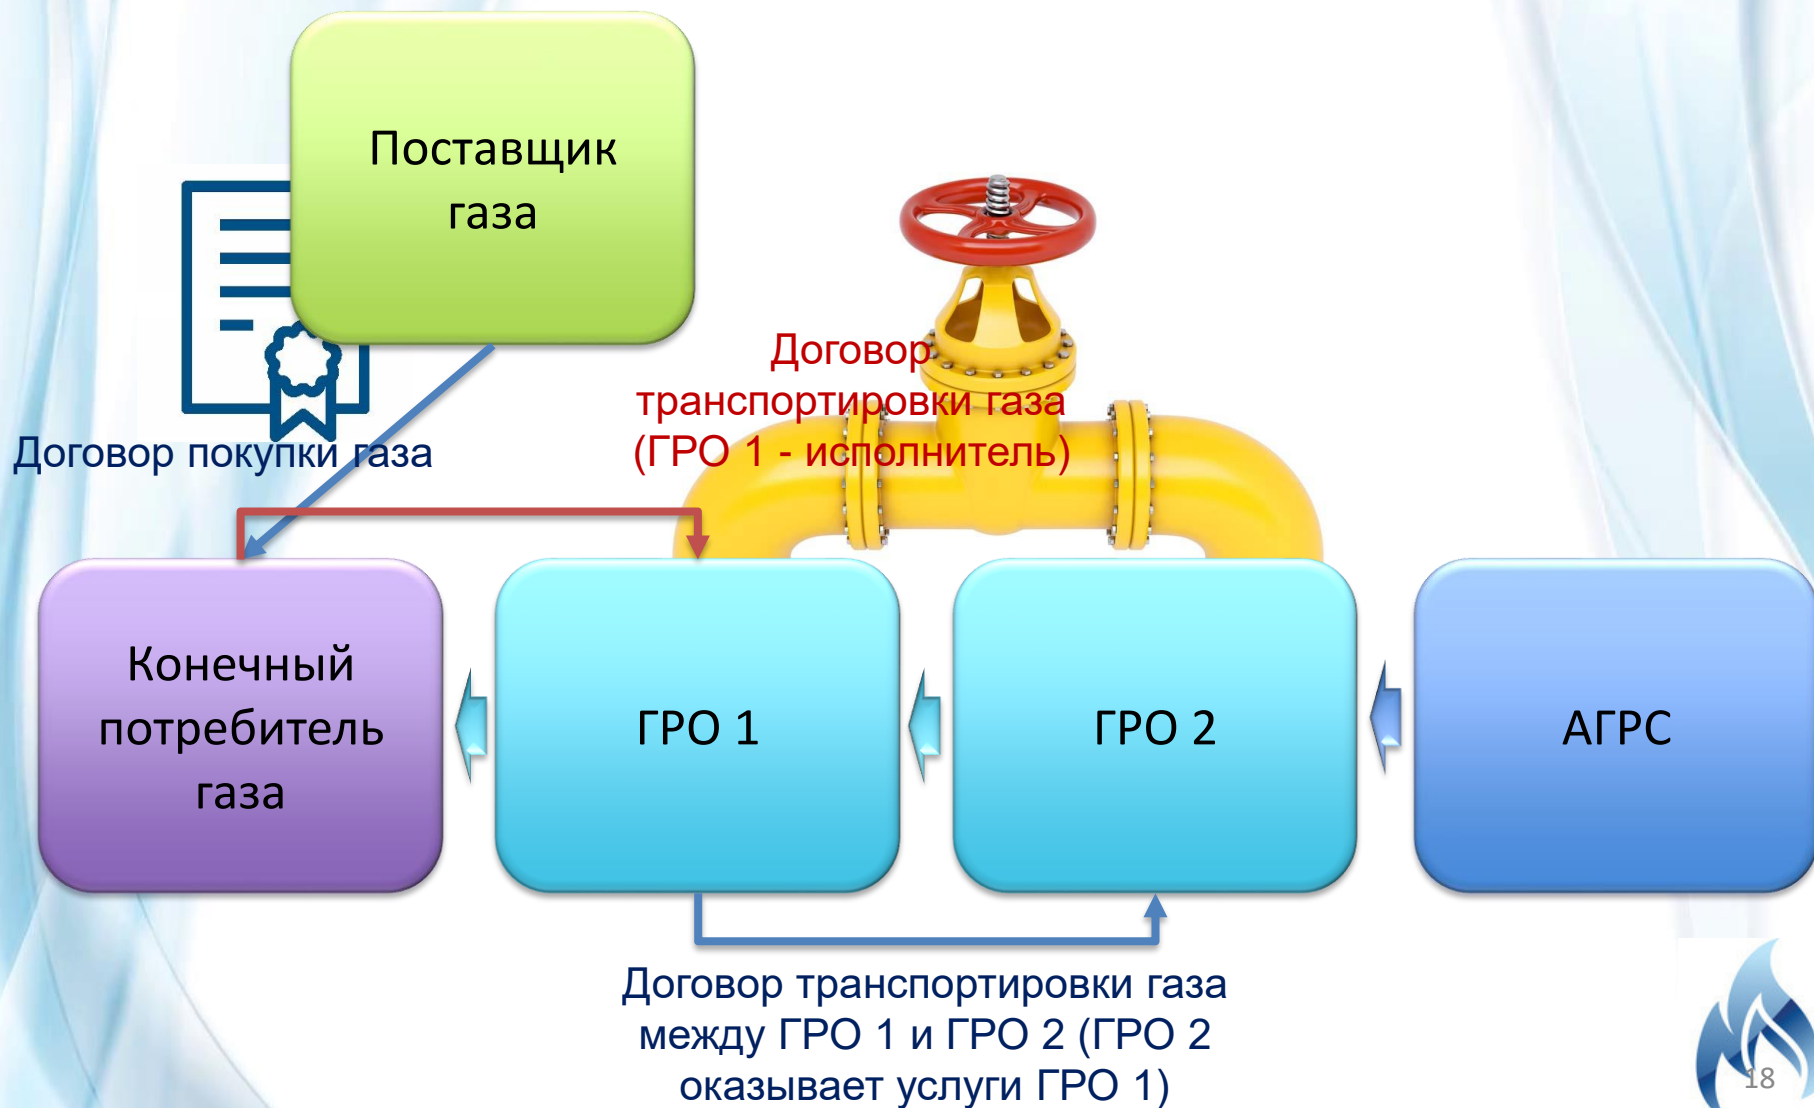 Поставщик
газа
Договор
транспортировки газа
(ГРО 1 - исполнитель)
Договор покупки газа
Конечный
потребитель
газа
ГРО 1
ГРО 2
АГРС
Договор транспортировки газа
между ГРО 1 и ГРО 2 (ГРО 2
оказывает услуги ГРО 1)
18